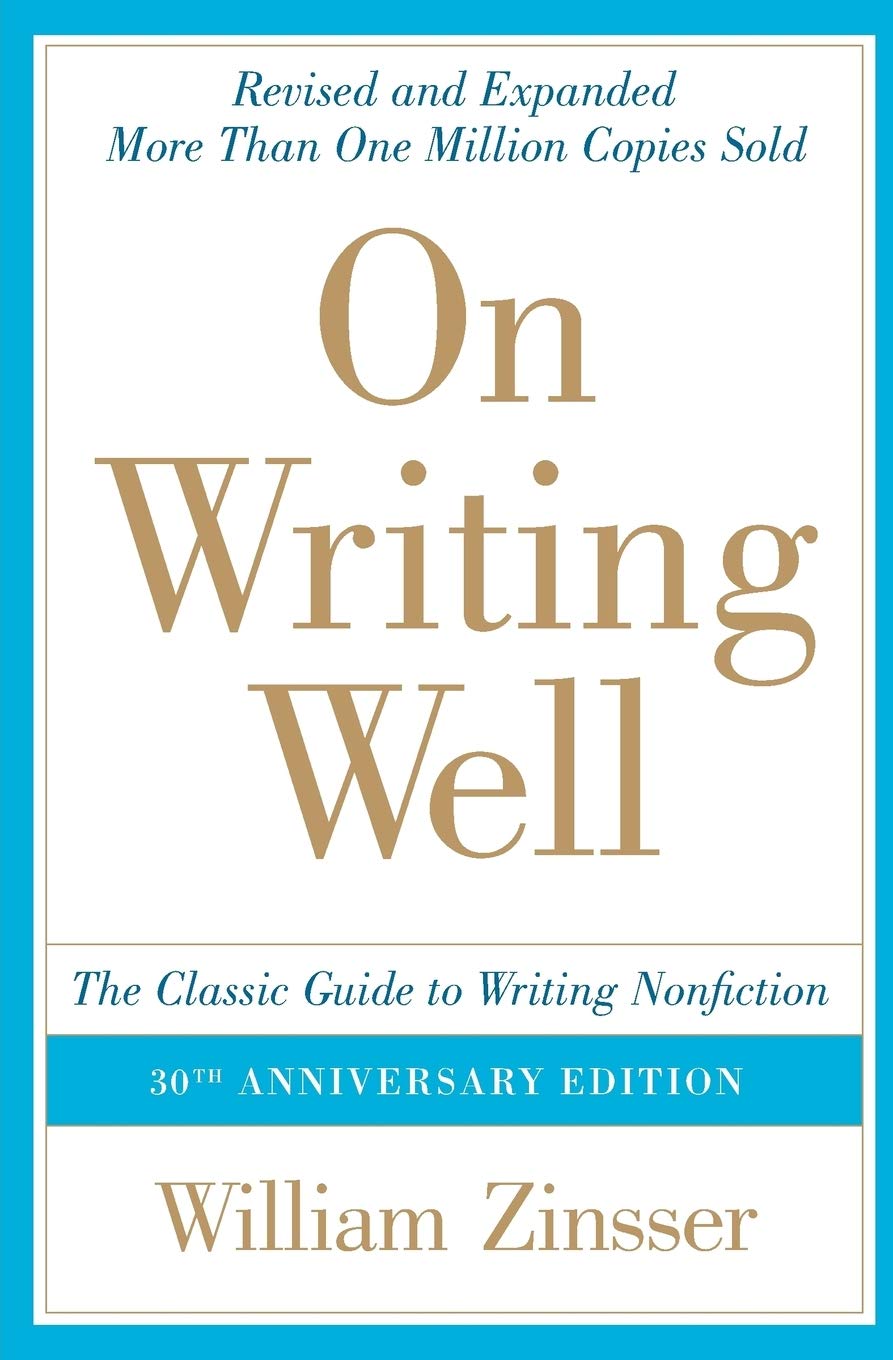 Revised and Expanded
More Than One Million Copies Sold
On
Writing
Well
The Classic Guide to Writing Nonfiction
30TH ANNIVERSARY EDITION
William Zinsser